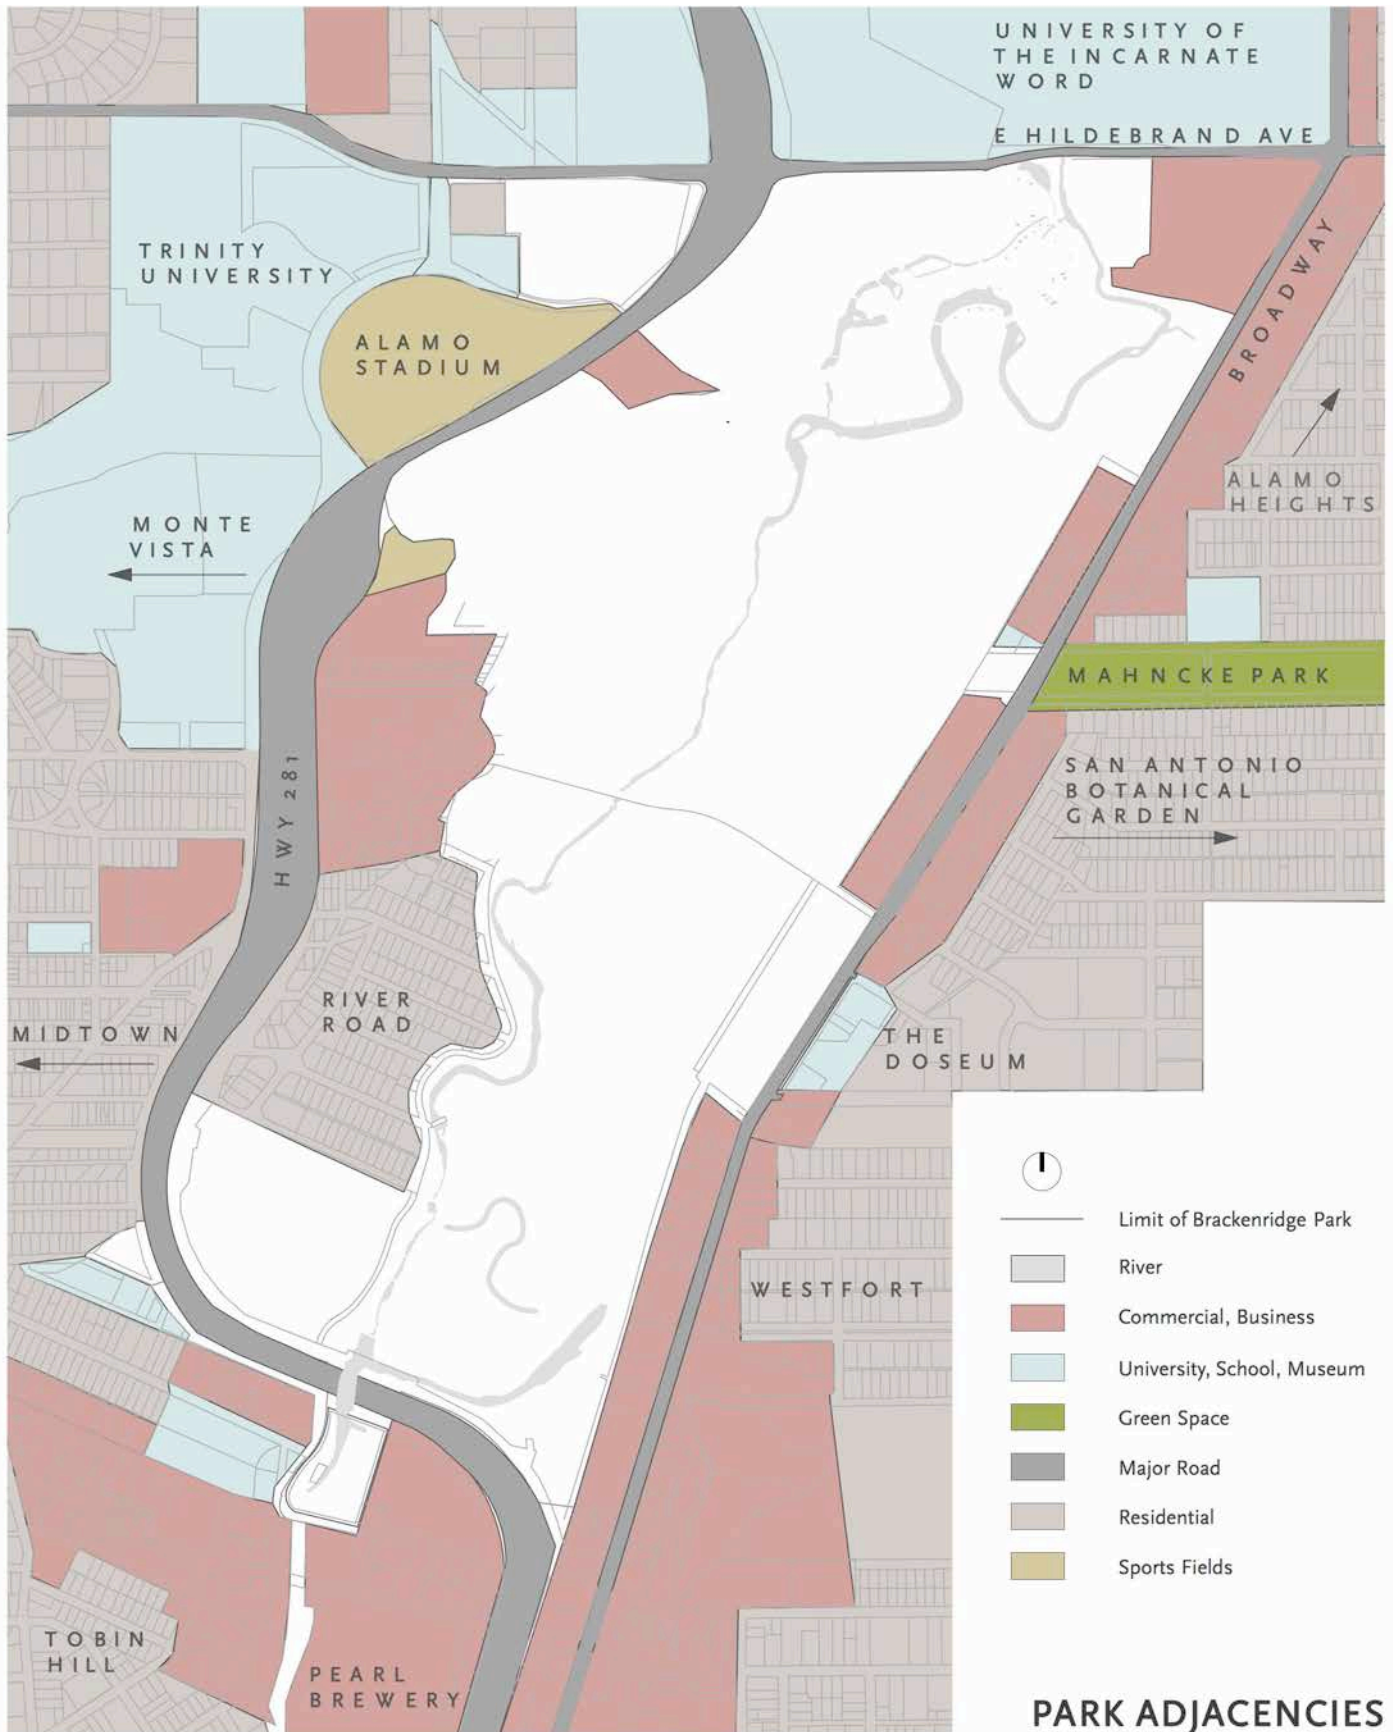 UNIVERSITY OF
THE INCARNATE
WORD
E HILDEBRAND AVE
TRINITY
UNIVERSITY
BROADWAY
ALAMO
STADIUM
ALAMO
HEIGHTS
MONTE
VISTA
MAHNCKE PARK
SAN ANTONIO
BOTANICAL
GARDEN
HWY 281
RIVER
ROAD
MIDTOWN
THE
DOSEUM
Limit of Brackenridge Park
River
WESTFORT
Commercial, Business
University, School, Museum
Green Space
Major Road
Residential
Sports Fields
TOBIN
HILL
PEARL
BREWERY
PARK ADJACENCIES